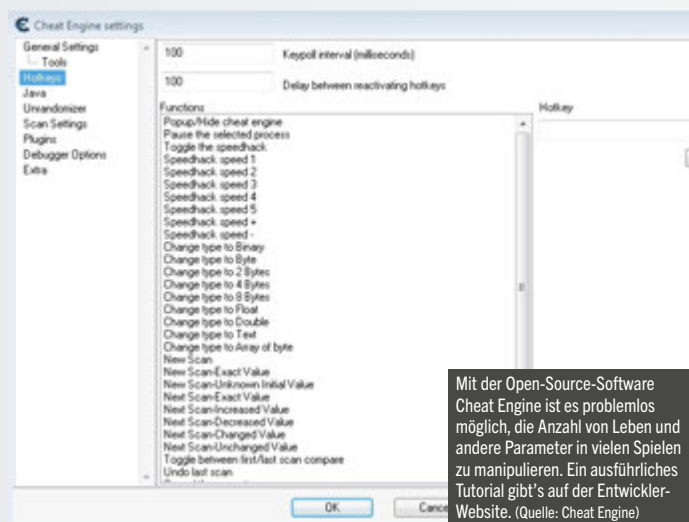 Cheat Engine settings
General Settings
Tools
Hotkeys
Java
Unrandomizer
Scan Settings
Plugins
Debugger Options
Extra
100 Keypoll interval (milliseconds)
100 Delay between reactivating hotkeys
Functions
Popup/Hide cheat engine
Pause the selected process
Toggle the speedhack
Speedhack speed 1
Speedhack speed 2
Speedhack speed 3
Speedhack speed 4
Speedhack speed 5
Speedhack speed +
Speedhack speed -
Change type to Binary
Change type to Byte
Change type to 2 Bytes
Change type to 4 Bytes
Change type to 8 Bytes
Change type to Float
Change type to Double
Change type to Text
Change type to Array of byte
New Scan
New Scan-Exact Value
New Scan-Unknown Initial Value
Next Scan-Exact Value
Next Scan-Increased Value
Next Scan-Decreased Value
Next Scan-Changed Value
Next Scan-Unchanged Value
Toggle between first/last scan compare
Undo last scan
Hotkey
OK
Cance
Mit der Open-Source-Software
Cheat Engine ist es problemlos
möglich, die Anzahl von Leben und
andere Parameter in vielen Spielen
zu manipulieren. Ein ausführliches
Tutorial gibt's auf der Entwickler-
Website. (Quelle: Cheat Engine)